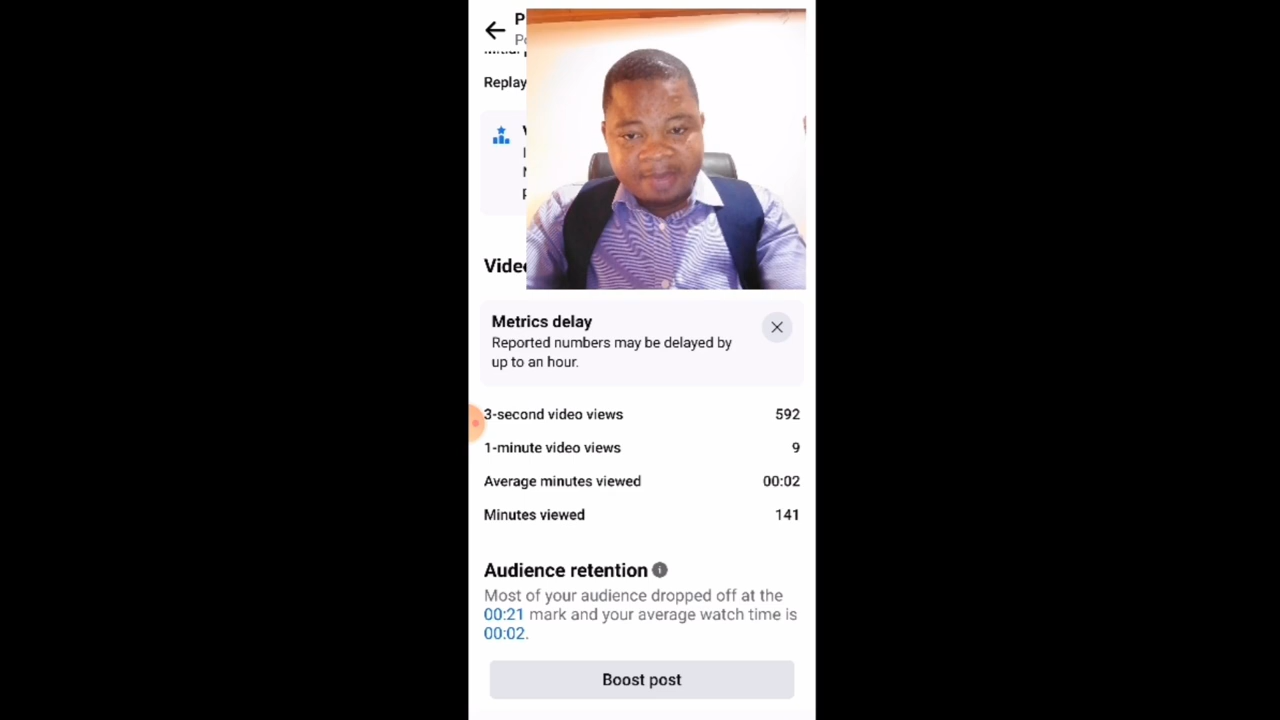 Replay
Metrics delay
Reported numbers may be delayed by
up to an hour.
3-second video views 592
1-minute video views 9
Average minutes viewed 00:02
Minutes viewed 141
Audience retention
Most of your audience dropped off at the
00:21 mark and your average watch time is
00:02.
Boost post